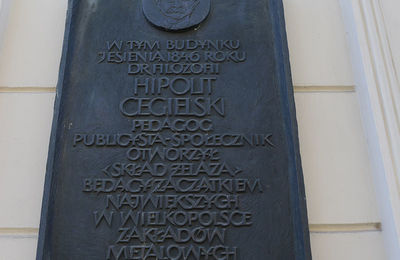 W TYM BUDYNKU
JESIENIĄ 1846 ROKU
DR FILOZOFII
HIPOLIT
CEGIELSKI
PEDAGOG
PUBLICYSTA-SPOŁECZNIK
OTWORZYŁ
<SKŁAD ŻELAZA>
BĘDĄCY ZACZĄTKIEM
NAJWIĘKSZYCH
W WIELKOPOLSCE
ZAKŁADÓW
METALOWYCH